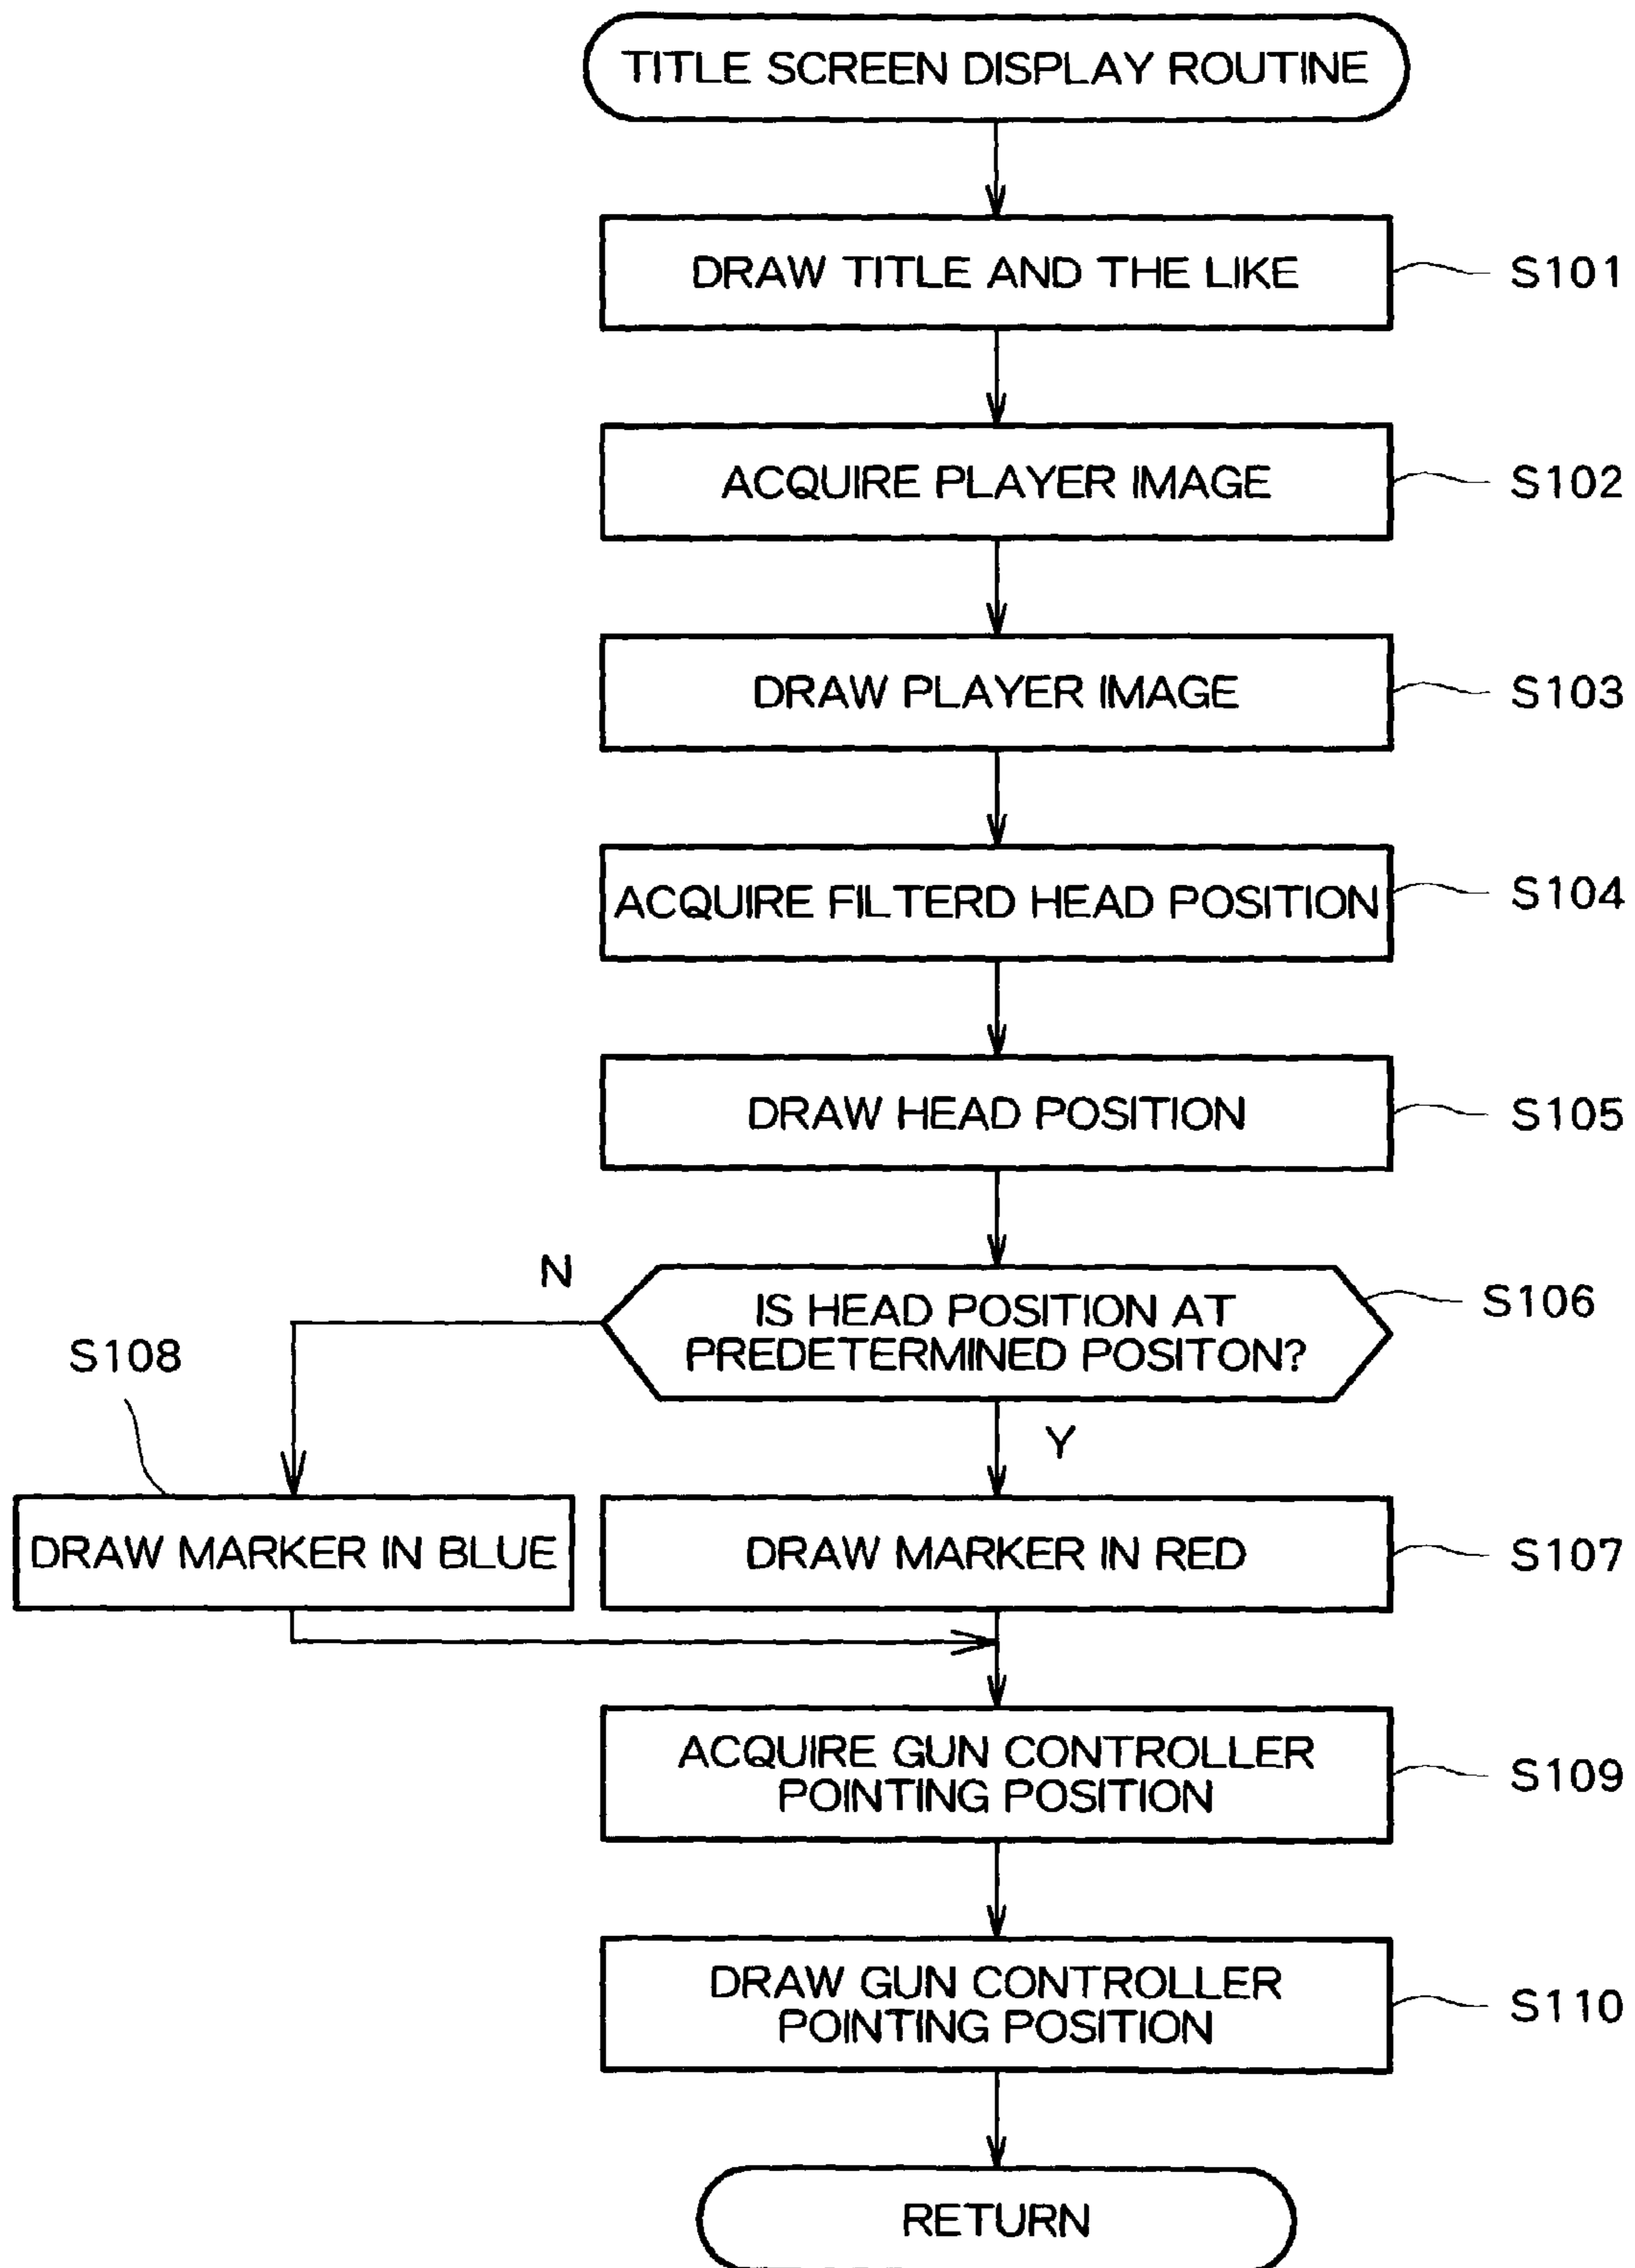 TITLE SCREEN DISPLAY ROUTINE
DRAW TITLE AND THE LIKE
S101
ACQUIRE PLAYER IMAGE
S102
DRAW PLAYER IMAGE
S103
ACQUIRE FILTERD HEAD POSITION
S104
DRAW HEAD POSITION
S105
N
IS HEAD POSITION AT
PREDETERMINED POSITON?
S106
S108
Y
DRAW MARKER IN BLUE
DRAW MARKER IN RED
S107
ACQUIRE GUN CONTROLLER
POINTING POSITION
S109
DRAW GUN CONTROLLER
POINTING POSITION
S110
RETURN